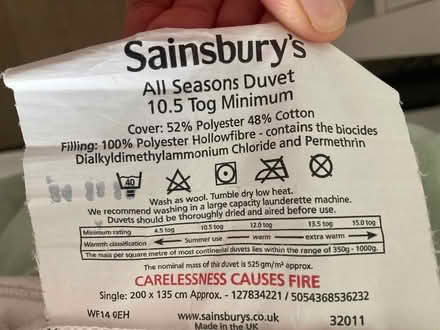 Sainsbury's
All Seasons Duvet
10.5 Tog Minimum
Cover: 52% Polyester 48% Cotton
Filling: 100% Polyester Hollowfibre - contains the biocides
Dialkyldimethylammonium Chloride and Permethrin
40
Wash as wool. Tumble dry low heat.
We recommend washing in a large capacity launderette machine.
Duvets should be thoroughly dried and aired before use.
Minimum rating 4.5 tog 10.5 tog 12.0 tog 13.5 tog 15.0 tog
Warmth classification Summer use warm extra warm
The mass per square metre of most continental duvets lies within the range of 350g - 1000g.
The nominal mass of this duvet is 525gm/m² approx.
CARELESSNESS CAUSES FIRE
Single: 200 x 135 cm Approx. - 127834221 / 5054368536232
WF14 9EH www.sainsburys.co.uk 32011
Made in the UK